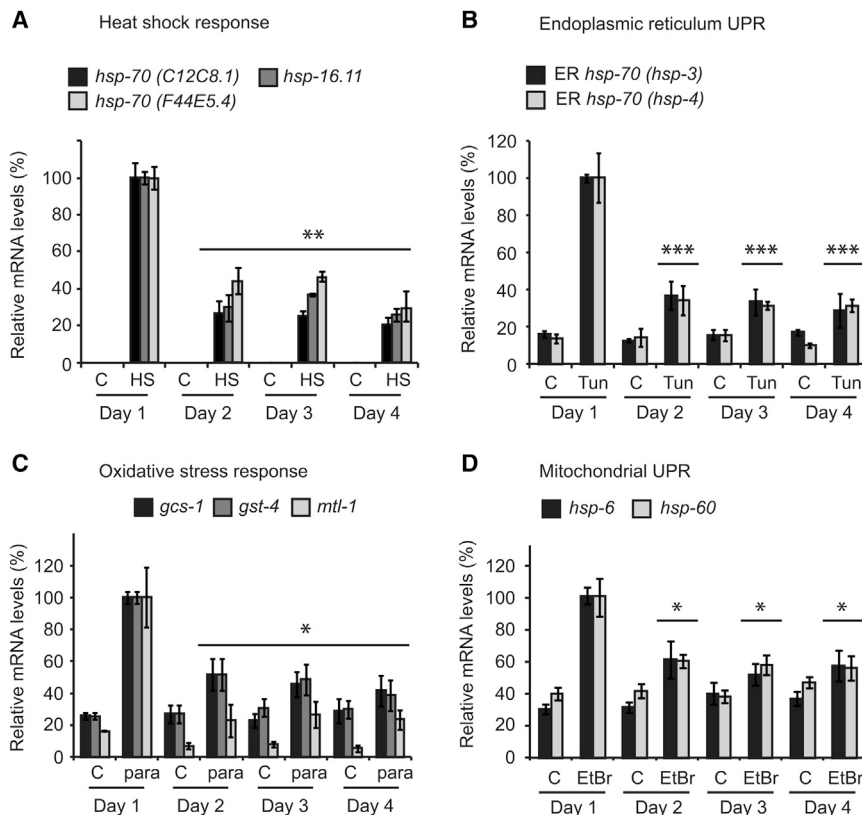 A Heat shock response
hsp-70 (C12C8.1) hsp-16.11
hsp-70 (F44E5.4)
Relative mRNA levels (%)
100
80
60
40
20
0
**
C HS C HS C HS C HS
Day 1 Day 2 Day 3 Day 4
B Endoplasmic reticulum UPR
ER hsp-70 (hsp-3)
ER hsp-70 (hsp-4)
Relative mRNA levels (%)
120
100
80
60
40
20
0
*** *** ***
C Tun C Tun C Tun C Tun
Day 1 Day 2 Day 3 Day 4
C Oxidative stress response
gcs-1 gst-4 mtl-1
Relative mRNA levels (%)
120
100
80
60
40
20
0
*
C para C para C para C para
Day 1 Day 2 Day 3 Day 4
D Mitochondrial UPR
hsp-6 hsp-60
Relative mRNA levels (%)
120
100
80
60
40
20
0
* * *
C EtBr C EtBr C EtBr C EtBr
Day 1 Day 2 Day 3 Day 4